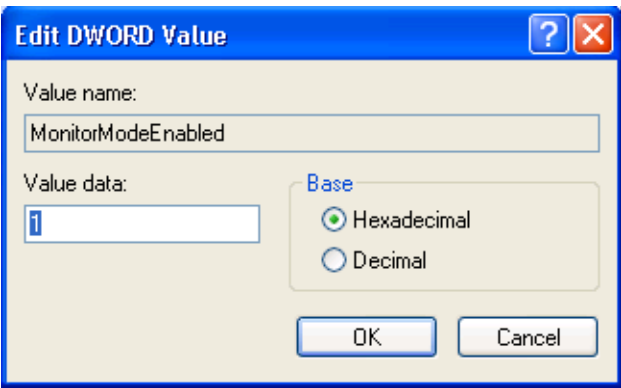 Edit DWORD Value
?
Value name:
MonitorModeEnabled
Value data:
1
Base
Hexadecimal
Decimal
OK
Cancel